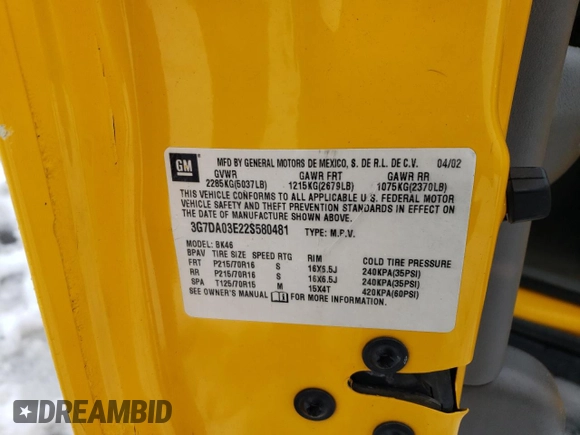 GM
MFD BY GENERAL MOTORS DE MEXICO, S. DE R.L. DE C.V. 04/02
GVWR GAWR FRT GAWR RR
2285KG(5037LB) 1215KG(2679LB) 1075KG(2370LB)
THIS VEHICLE CONFORMS TO ALL APPLICABLE U.S. FEDERAL MOTOR
VEHICLE SAFETY AND THEFT PREVENTION STANDARDS IN EFFECT ON
THE DATE OF MANUFACTURE SHOWN ABOVE.
3G7DA03E22S580481 TYPE: M.P.V.
MODEL: BK46
BPAV TIRE SIZE SPEED RTG RIM COLD TIRE PRESSURE
FRT P215/70R16 S 16X6.5J 240KPA(35PSI)
RR P215/70R16 S 16X6.5J 240KPA(35PSI)
SPA T125/70R15 M 15X4T 420KPA(60PSI)
SEE OWNER'S MANUAL FOR MORE INFORMATION.
DREAMBID